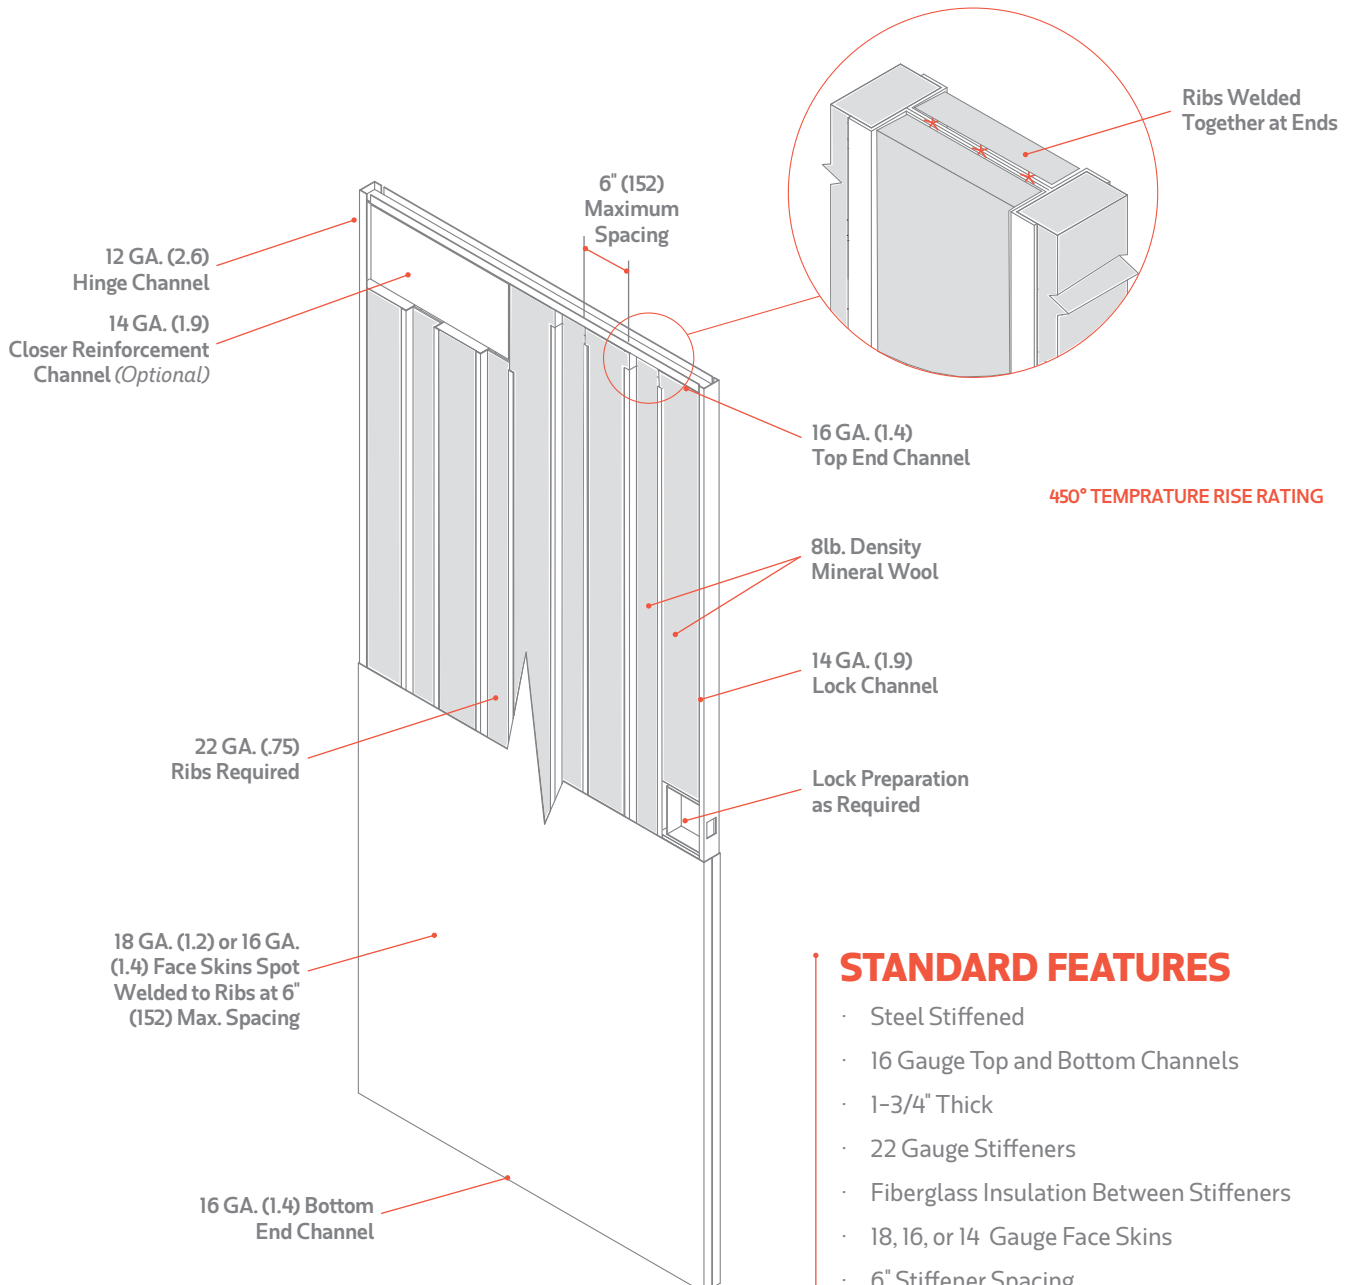 Ribs Welded
Together at Ends
6" (152)
Maximum
Spacing
12 GA. (2.6)
Hinge Channel
14 GA. (1.9)
Closer Reinforcement
Channel (Optional)
16 GA. (1.4)
Top End Channel
450° TEMPRATURE RISE RATING
8lb. Density
Mineral Wool
14 GA. (1.9)
Lock Channel
22 GA. (.75)
Ribs Required
Lock Preparation
as Required
18 GA. (1.2) or 16 GA.
(1.4) Face Skins Spot
Welded to Ribs at 6"
(152) Max. Spacing
16 GA. (1.4) Bottom
End Channel
STANDARD FEATURES
· Steel Stiffened
· 16 Gauge Top and Bottom Channels
· 1-3/4" Thick
· 22 Gauge Stiffeners
· Fiberglass Insulation Between Stiffeners
· 18, 16, or 14 Gauge Face Skins
· 6" Stiffener Spacing